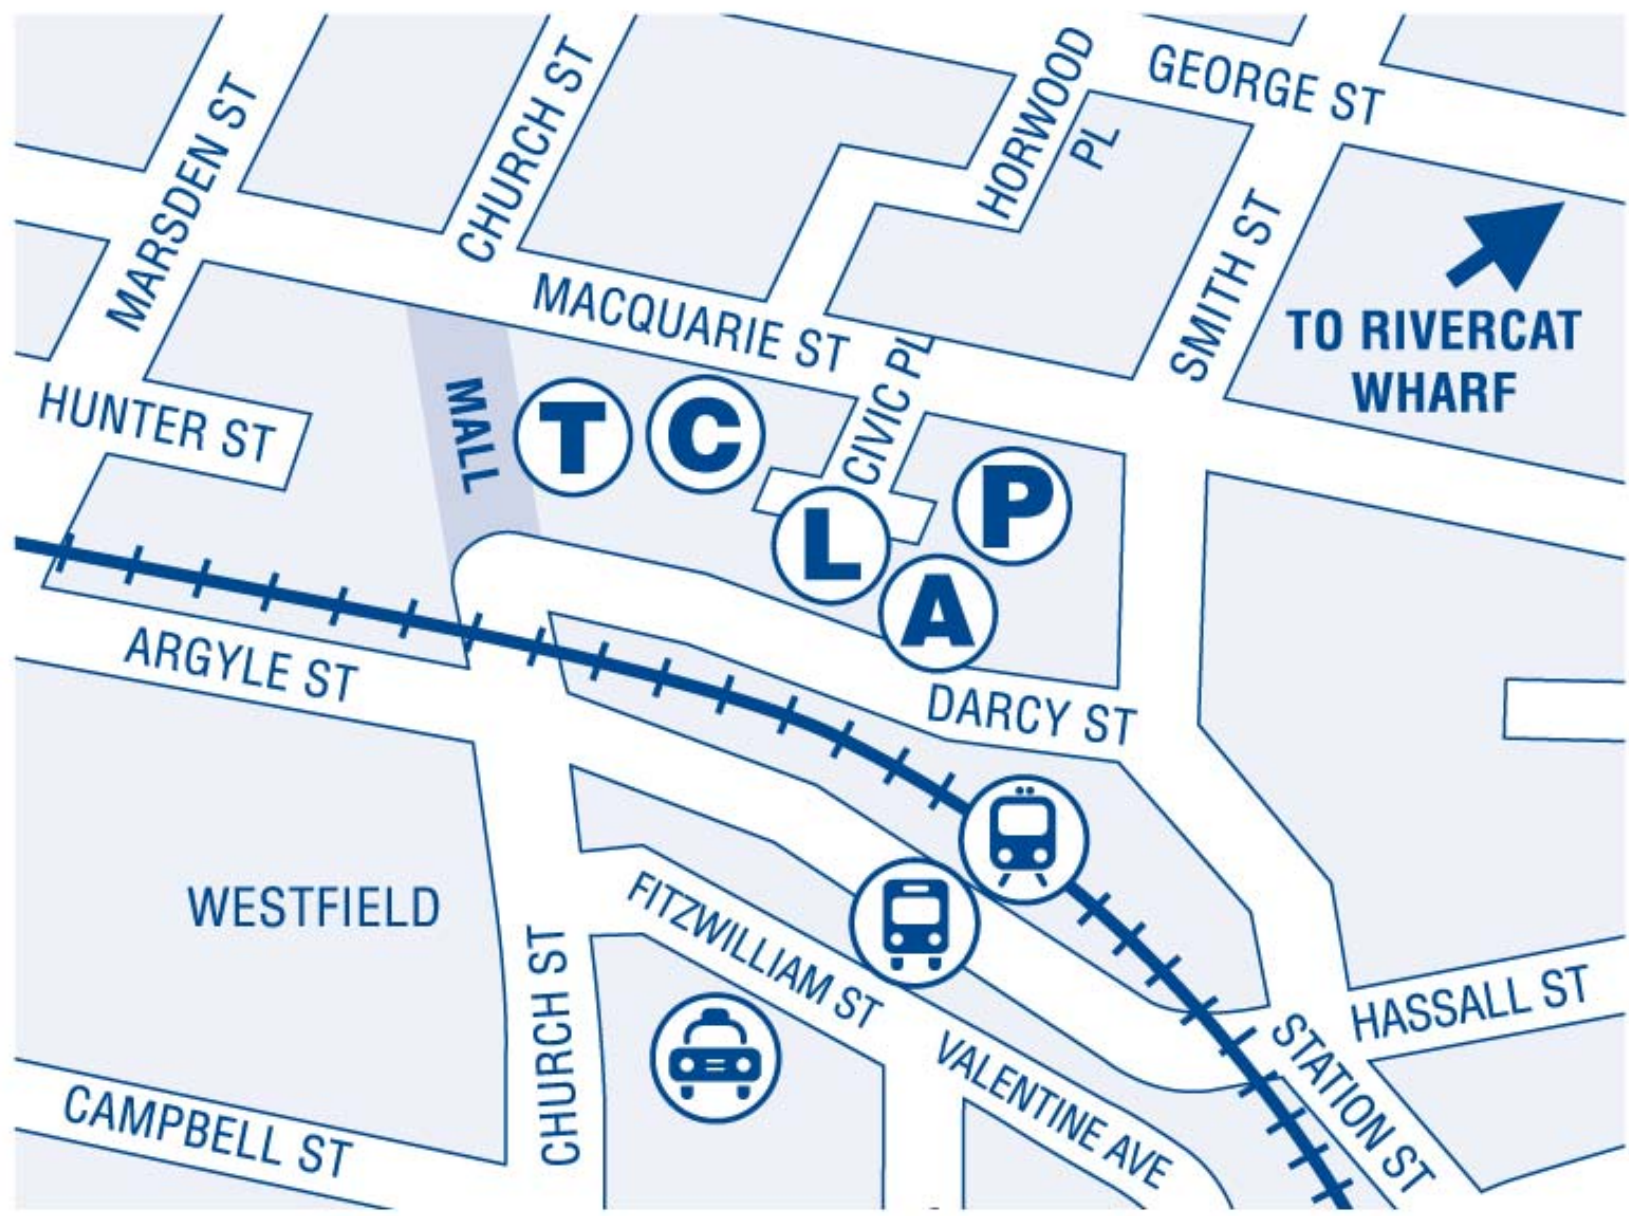 GEORGE ST
HORWOOD
PL
CHURCH ST
MARSDEN ST
SMITH ST
TO RIVERCAT
WHARF
MACQUARIE ST
CIVIC PL
HUNTER ST
MALL
T
C
P
L
A
ARGYLE ST
DARCY ST
WESTFIELD
FITZWILLIAM ST
CHURCH ST
HASSALL ST
STATION ST
VALENTINE AVE
CAMPBELL ST